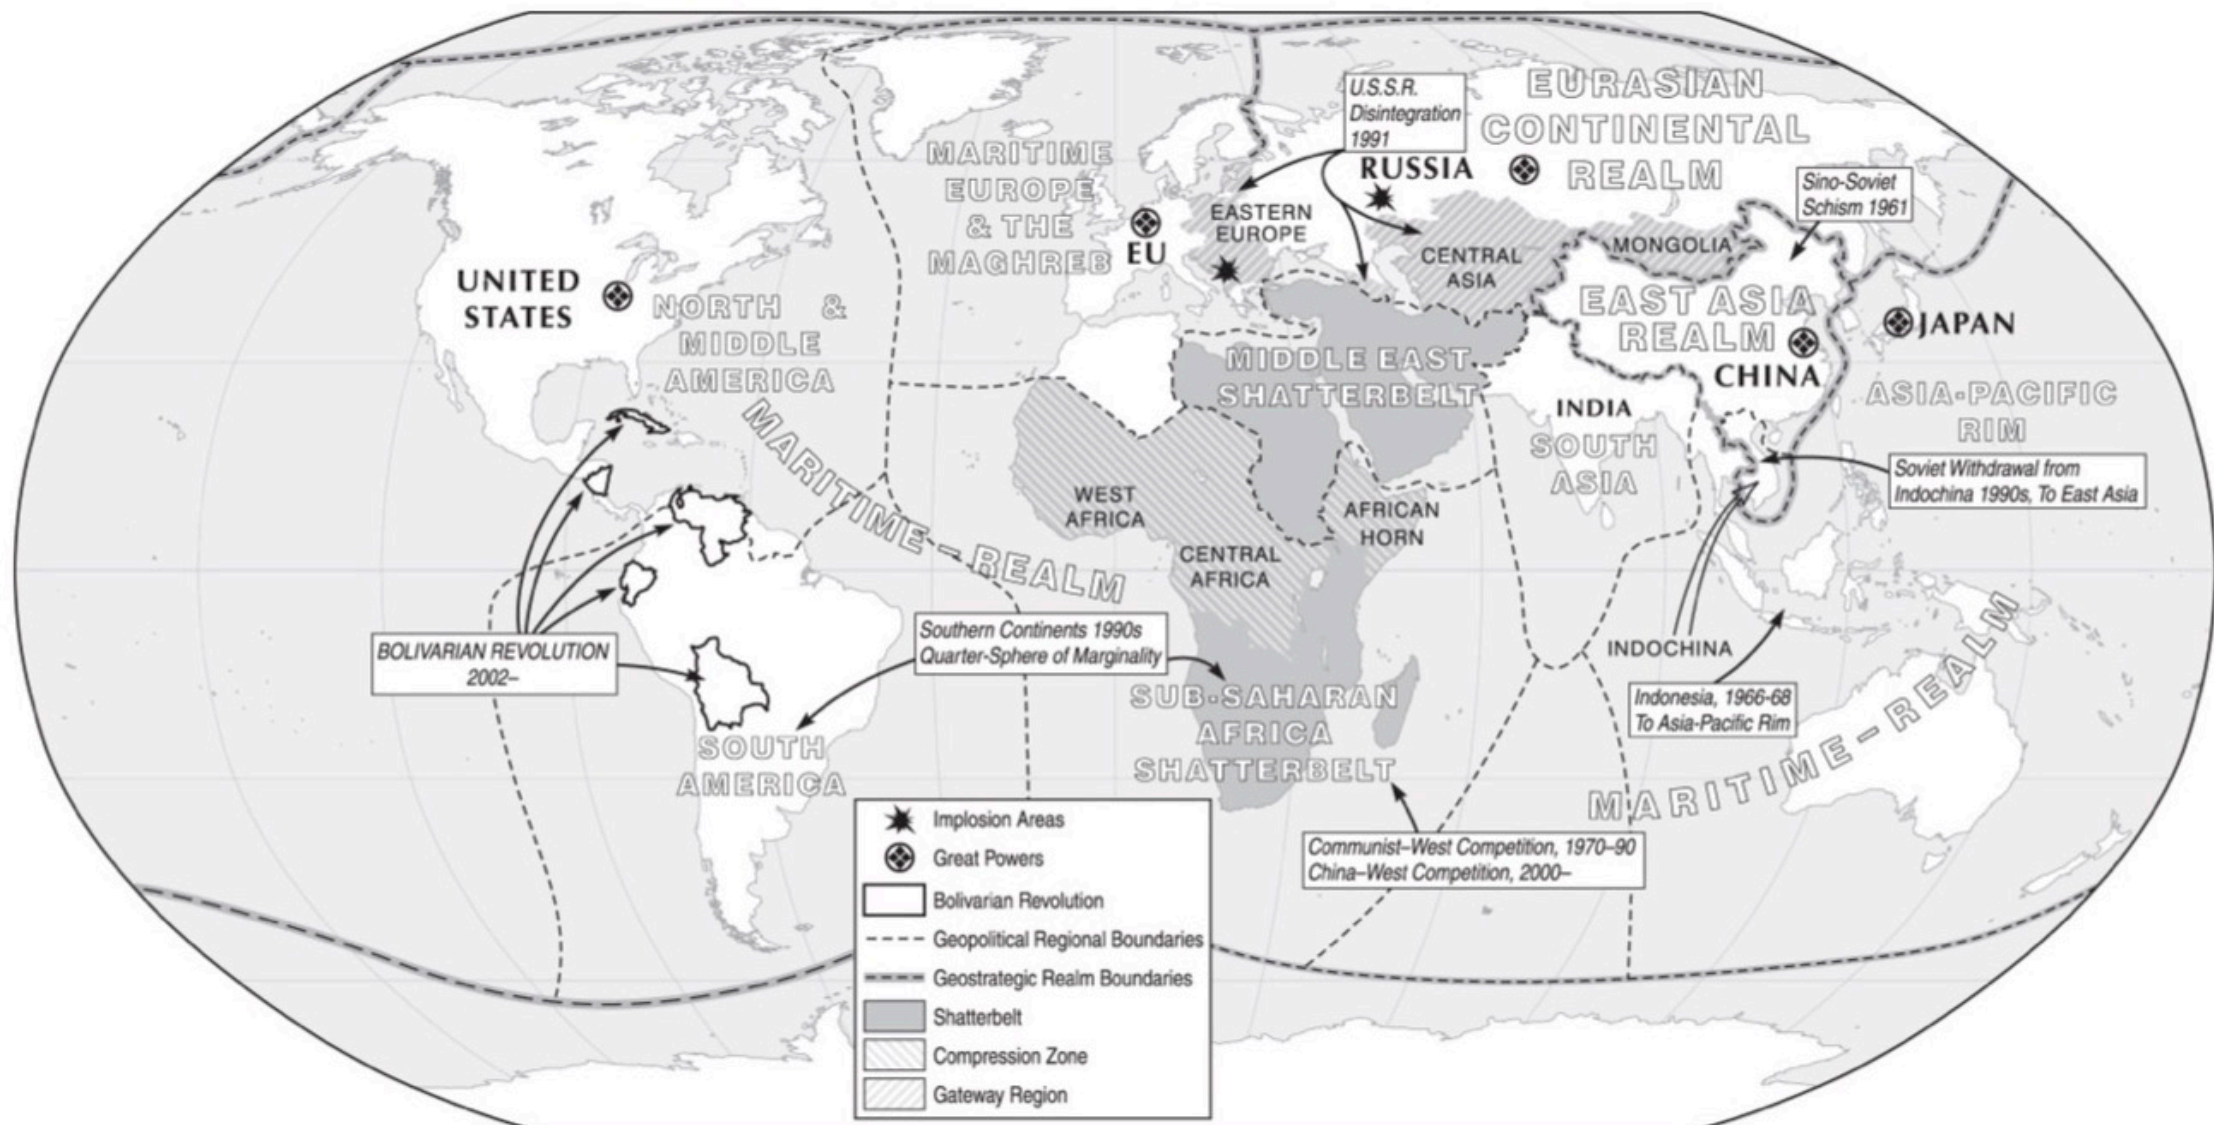 EURASIAN
CONTINENTAL
REALM
U.S.S.R.
Disintegration
1991
RUSSIA
Sino-Soviet
Schism 1961
MARITIME
EUROPE
& THE
MAGHREB
EU
EASTERN
EUROPE
CENTRAL
ASIA
MONGOLIA
EAST ASIA
REALM
CHINA
JAPAN
UNITED
STATES
NORTH &
MIDDLE
AMERICA
MIDDLE EAST
SHATTERBELT
INDIA
SOUTH
ASIA
ASIA-PACIFIC
RIM
Soviet Withdrawal from
Indochina 1990s, To East Asia
MARITIME – REALM
WEST
AFRICA
AFRICAN
HORN
CENTRAL
AFRICA
BOLIVARIAN REVOLUTION
2002–
Southern Continents 1990s
Quarter-Sphere of Marginality
INDOCHINA
Indonesia, 1966-68
To Asia-Pacific Rim
MARITIME – REALM
SUB-SAHARAN
AFRICA
SHATTERBELT
SOUTH
AMERICA
Communist–West Competition, 1970–90
China–West Competition, 2000–
Implosion Areas
Great Powers
Bolivarian Revolution
Geopolitical Regional Boundaries
Geostrategic Realm Boundaries
Shatterbelt
Compression Zone
Gateway Region